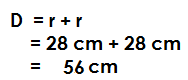 D = r + r
= 28 cm + 28 cm
= 56 cm